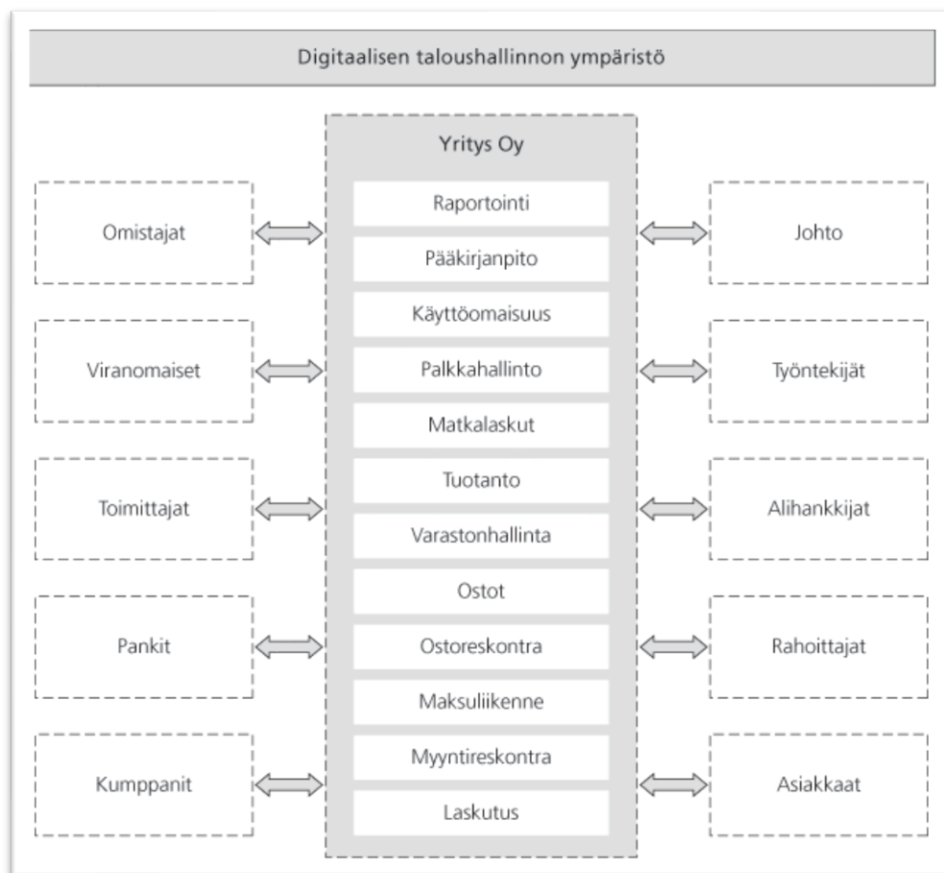 Digitaalisen taloushallinnon ympäristö
Yritys Oy
Omistajat
Viranomaiset
Toimittajat
Pankit
Kumppanit
Raportointi
Pääkirjanpito
Käyttöomaisuus
Palkkahallinto
Matkalaskut
Tuotanto
Varastonhallinta
Ostot
Ostoreskontra
Maksuliikenne
Myyntireskontra
Laskutus
Johto
Työntekijät
Alihankkijat
Rahoittajat
Asiakkaat